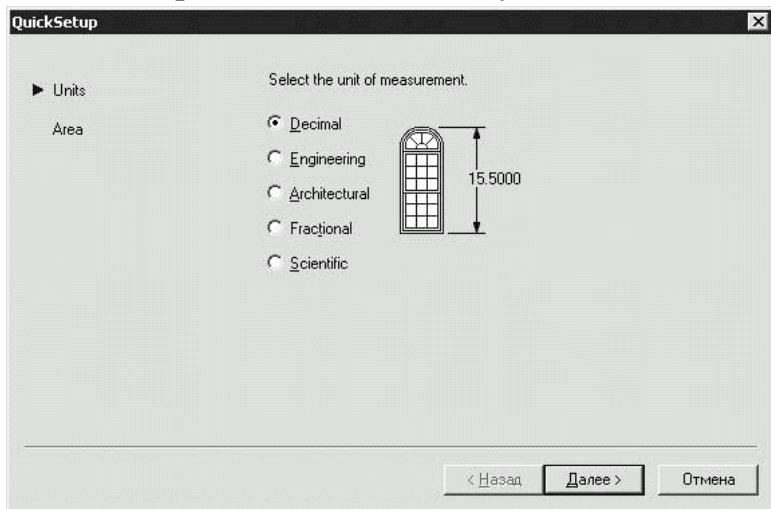 QuickSetup
Units
Area
Select the unit of measurement.
Decimal
Engineering
Architectural
Fractional
Scientific
15.5000
< Назад
Далее >
Отмена